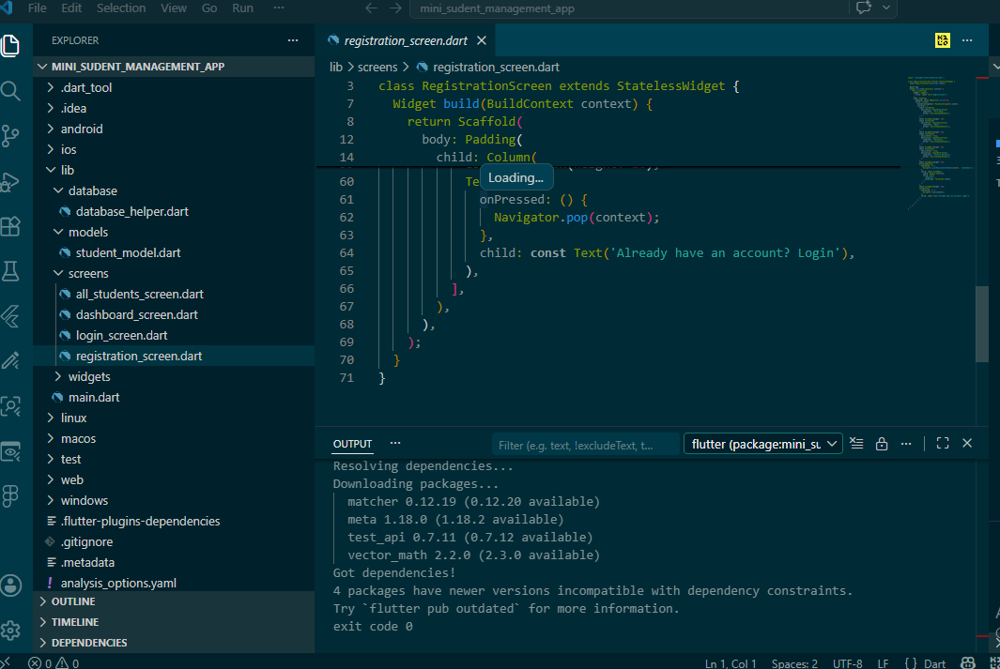 File Edit Selection View Go Run ···
mini_sudent_management_app
EXPLORER ···
MINI_SUDENT_MANAGEMENT_APP
.dart_tool
.idea
android
ios
lib
database
database_helper.dart
models
student_model.dart
screens
all_students_screen.dart
dashboard_screen.dart
login_screen.dart
registration_screen.dart
widgets
main.dart
linux
macos
test
web
windows
.flutter-plugins-dependencies
.gitignore
.metadata
! analysis_options.yaml
OUTLINE
TIMELINE
DEPENDENCIES
registration_screen.dart
lib > screens > registration_screen.dart
3 class RegistrationScreen extends StatelessWidget {
7 Widget build(BuildContext context) {
8 return Scaffold(
12 body: Padding(
14 child: Column(
60 Te
Loading...
61 onPressed: () {
62 Navigator.pop(context);
63 },
64 child: const Text('Already have an account? Login'),
65 ),
66 ],
67 ),
68 ),
69 );
70 }
71 }
OUTPUT ···
Filter (e.g. text, !excludeText, t...
flutter (package:mini_su
Resolving dependencies...
Downloading packages...
matcher 0.12.19 (0.12.20 available)
meta 1.18.0 (1.18.2 available)
test_api 0.7.11 (0.7.12 available)
vector_math 2.2.0 (2.3.0 available)
Got dependencies!
4 packages have newer versions incompatible with dependency constraints.
Try `flutter pub outdated` for more information.
exit code 0
0 0
Ln 1, Col 1 Spaces: 2 UTF-8 LF { } Dart